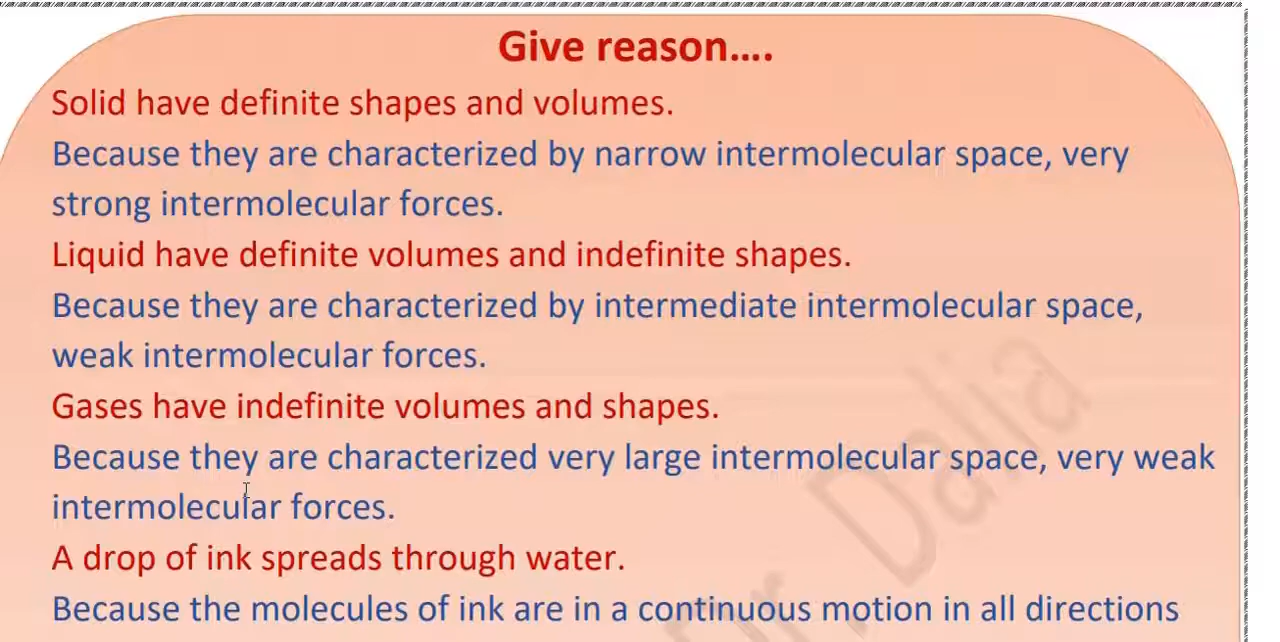 Give reason....
Solid have definite shapes and volumes.
Because they are characterized by narrow intermolecular space, very
strong intermolecular forces.
Liquid have definite volumes and indefinite shapes.
Because they are characterized by intermediate intermolecular space,
weak intermolecular forces.
Gases have indefinite volumes and shapes.
Because they are characterized very large intermolecular space, very weak
intermolecular forces.
A drop of ink spreads through water.
Because the molecules of ink are in a continuous motion in all directions
Dr. Dalia